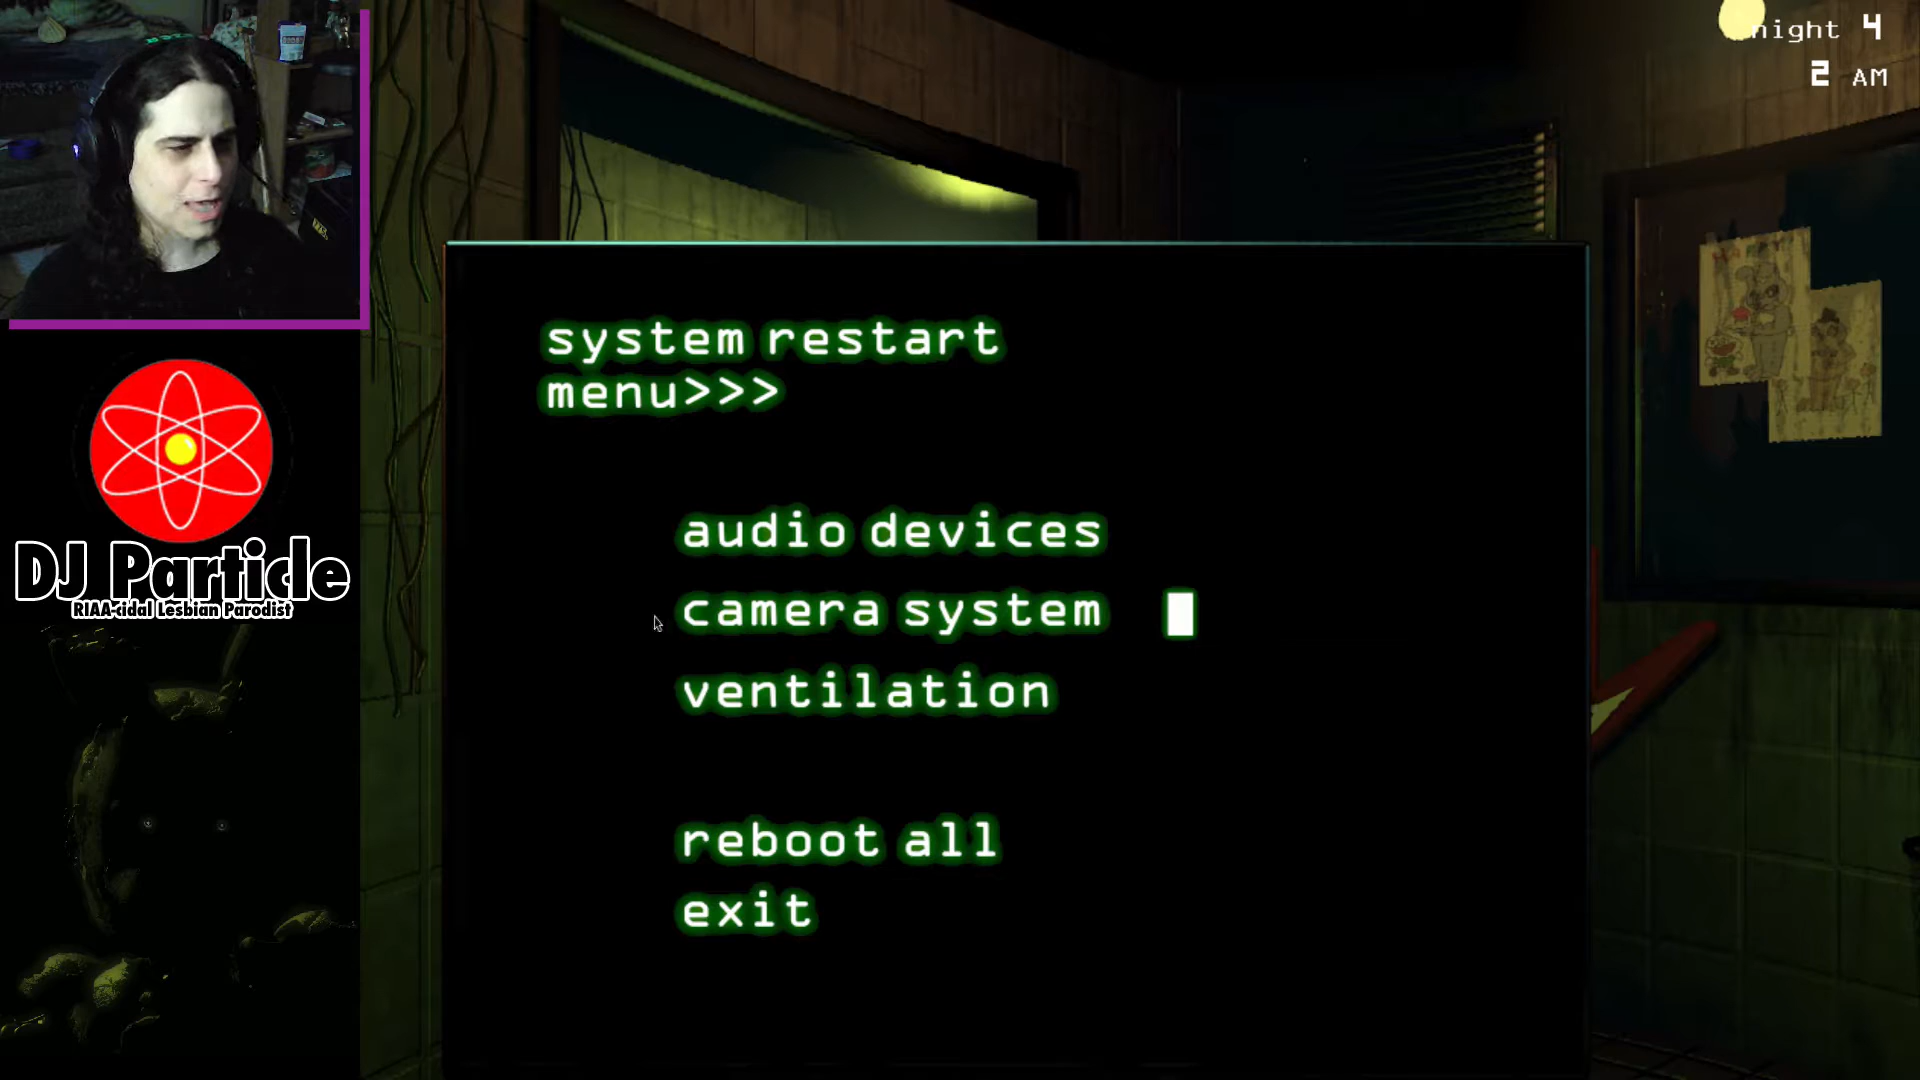 night 4
2 AM
system restart
menu>>>
audio devices
camera system
ventilation
reboot all
exit
DJ Particle
RIAA-cidal Lesbian Parodist